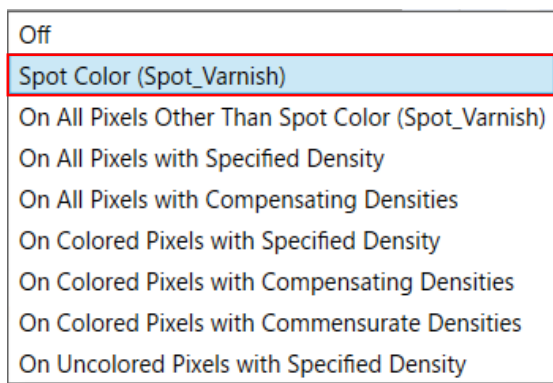 Off
Spot Color (Spot_Varnish)
On All Pixels Other Than Spot Color (Spot_Varnish)
On All Pixels with Specified Density
On All Pixels with Compensating Densities
On Colored Pixels with Specified Density
On Colored Pixels with Compensating Densities
On Colored Pixels with Commensurate Densities
On Uncolored Pixels with Specified Density